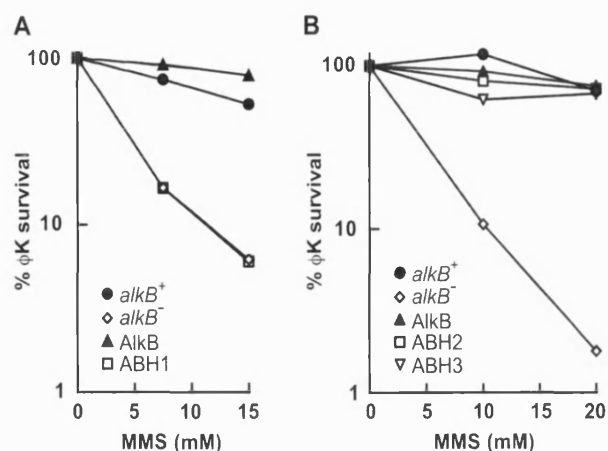 A
100
10
1
% ϕK survival
alkB⁺
alkB⁻
AlkB
ABH1
0 5 10 15
MMS (mM)
B
100
10
1
% ϕK survival
alkB⁺
alkB⁻
AlkB
ABH2
ABH3
0 5 10 15 20
MMS (mM)